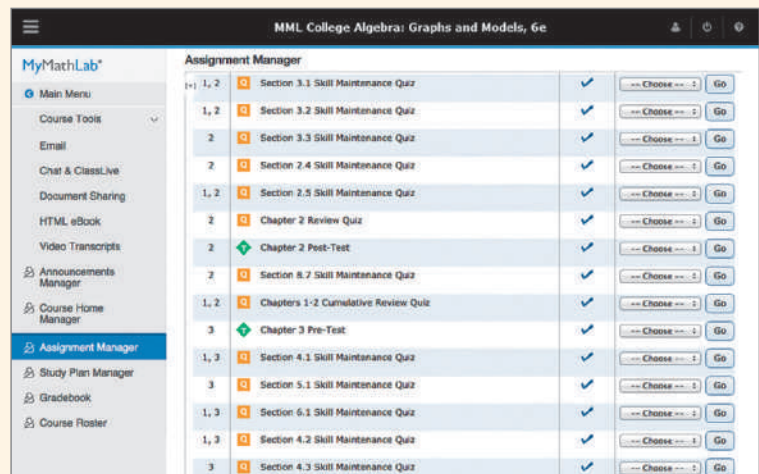 MML College Algebra: Graphs and Models, 6e
MyMathLab®
Main Menu
Course Tools
Email
Chat & ClassLive
Document Sharing
HTML eBook
Video Transcripts
Announcements
Manager
Course Home
Manager
Assignment Manager
Study Plan Manager
Gradebook
Course Roster
Assignment Manager
[+] 1, 2 Q Section 3.1 Skill Maintenance Quiz -- Choose -- Go
1, 2 Q Section 3.2 Skill Maintenance Quiz -- Choose -- Go
2 Q Section 3.3 Skill Maintenance Quiz -- Choose -- Go
2 Q Section 2.4 Skill Maintenance Quiz -- Choose -- Go
1, 2 Q Section 2.5 Skill Maintenance Quiz -- Choose -- Go
2 Q Chapter 2 Review Quiz -- Choose -- Go
2 T Chapter 2 Post-Test -- Choose -- Go
2 Q Section 8.7 Skill Maintenance Quiz -- Choose -- Go
1, 2 Q Chapters 1-2 Cumulative Review Quiz -- Choose -- Go
3 T Chapter 3 Pre-Test -- Choose -- Go
1, 3 Q Section 4.1 Skill Maintenance Quiz -- Choose -- Go
3 Q Section 5.1 Skill Maintenance Quiz -- Choose -- Go
1, 3 Q Section 6.1 Skill Maintenance Quiz -- Choose -- Go
1, 3 Q Section 4.2 Skill Maintenance Quiz -- Choose -- Go
3 Q Section 4.3 Skill Maintenance Quiz -- Choose -- Go